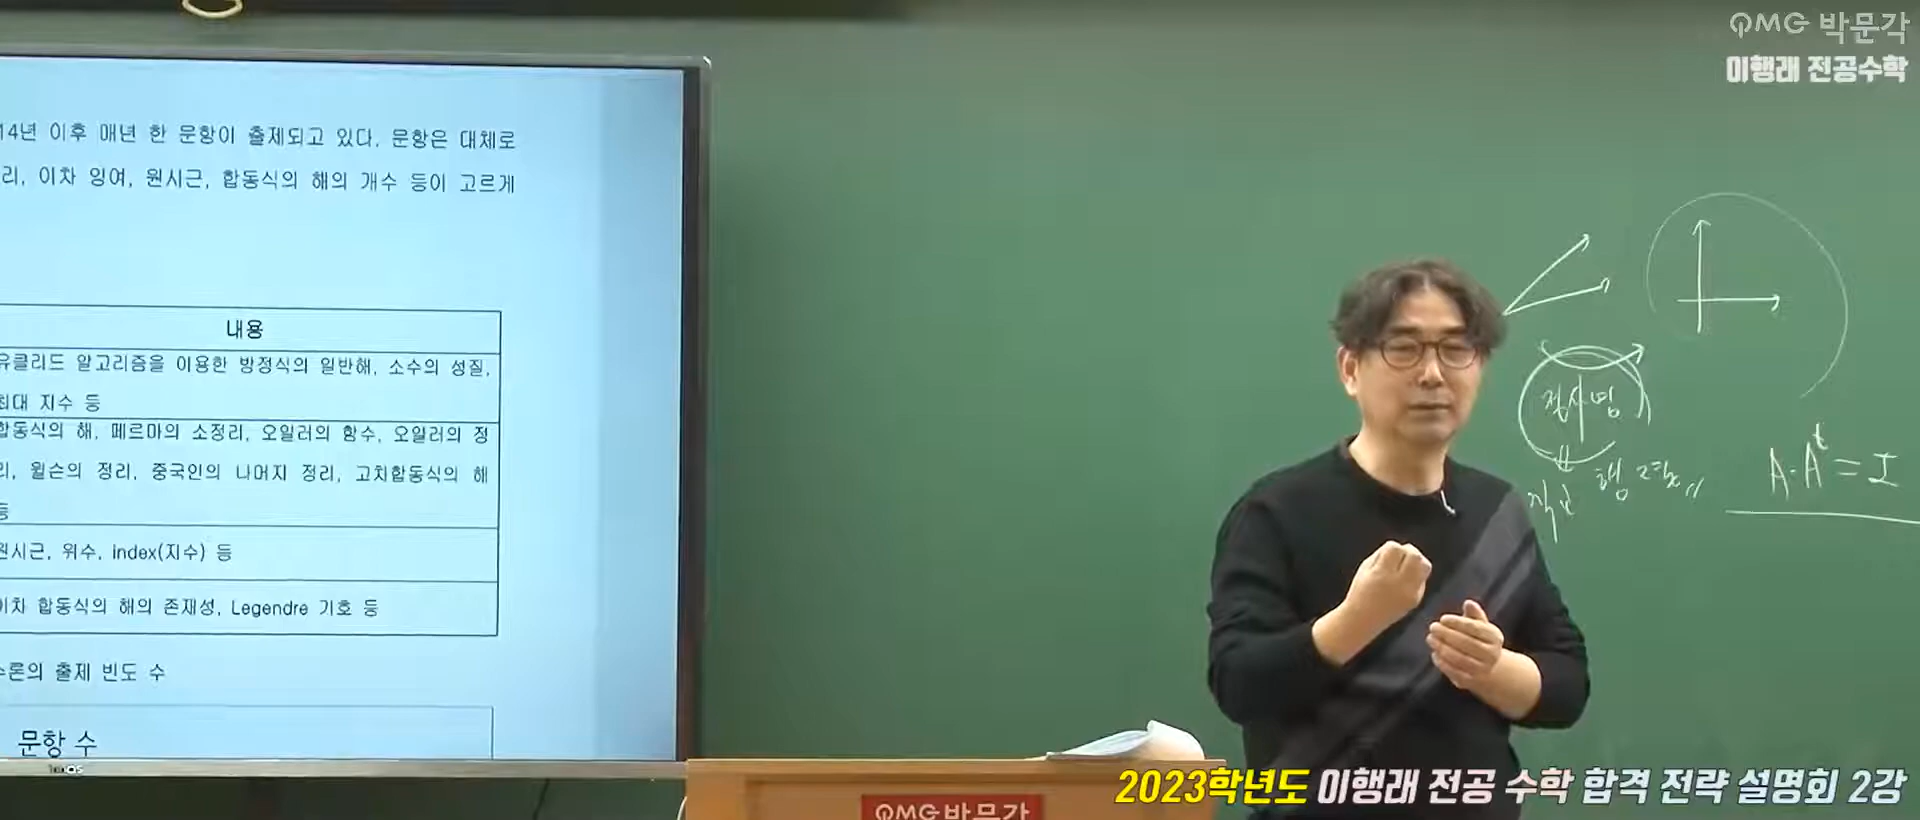 PMG 박문각
이행래 전공수학
14년 이후 매년 한 문항이 출제되고 있다. 문항은 대체로
리, 이차 잉여, 원시근, 합동식의 해의 개수 등이 고르게
내용
유클리드 알고리즘을 이용한 방정식의 일반해, 소수의 성질,
최대 지수 등
합동식의 해, 페르마의 소정리, 오일러의 함수, 오일러의 정
리, 윌슨의 정리, 중국인의 나머지 정리, 고차합동식의 해
등
원시근, 위수, index(지수) 등
이차 합동식의 해의 존재성, Legendre 기호 등
수론의 출제 빈도 수
문항 수
정사영
A·Aᵗ = I
PMG 박문각
2023학년도 이행래 전공 수학 합격 전략 설명회 2강